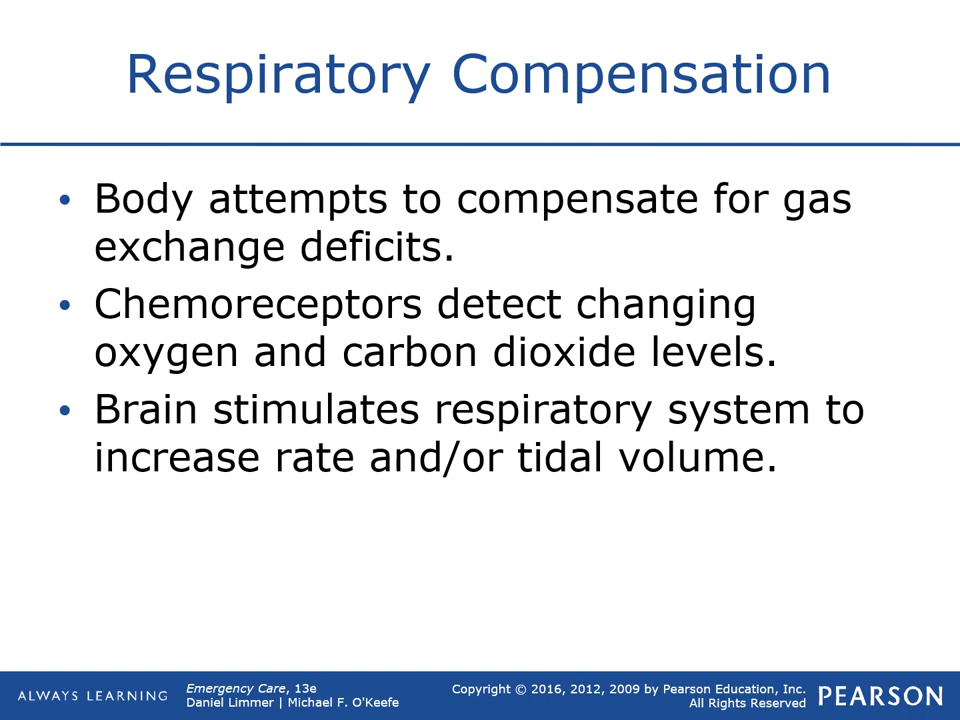 Respiratory Compensation
• Body attempts to compensate for gas
exchange deficits.
• Chemoreceptors detect changing
oxygen and carbon dioxide levels.
• Brain stimulates respiratory system to
increase rate and/or tidal volume.
ALWAYS LEARNING
Emergency Care, 13e
Daniel Limmer | Michael F. O'Keefe
Copyright © 2016, 2012, 2009 by Pearson Education, Inc.
All Rights Reserved
PEARSON